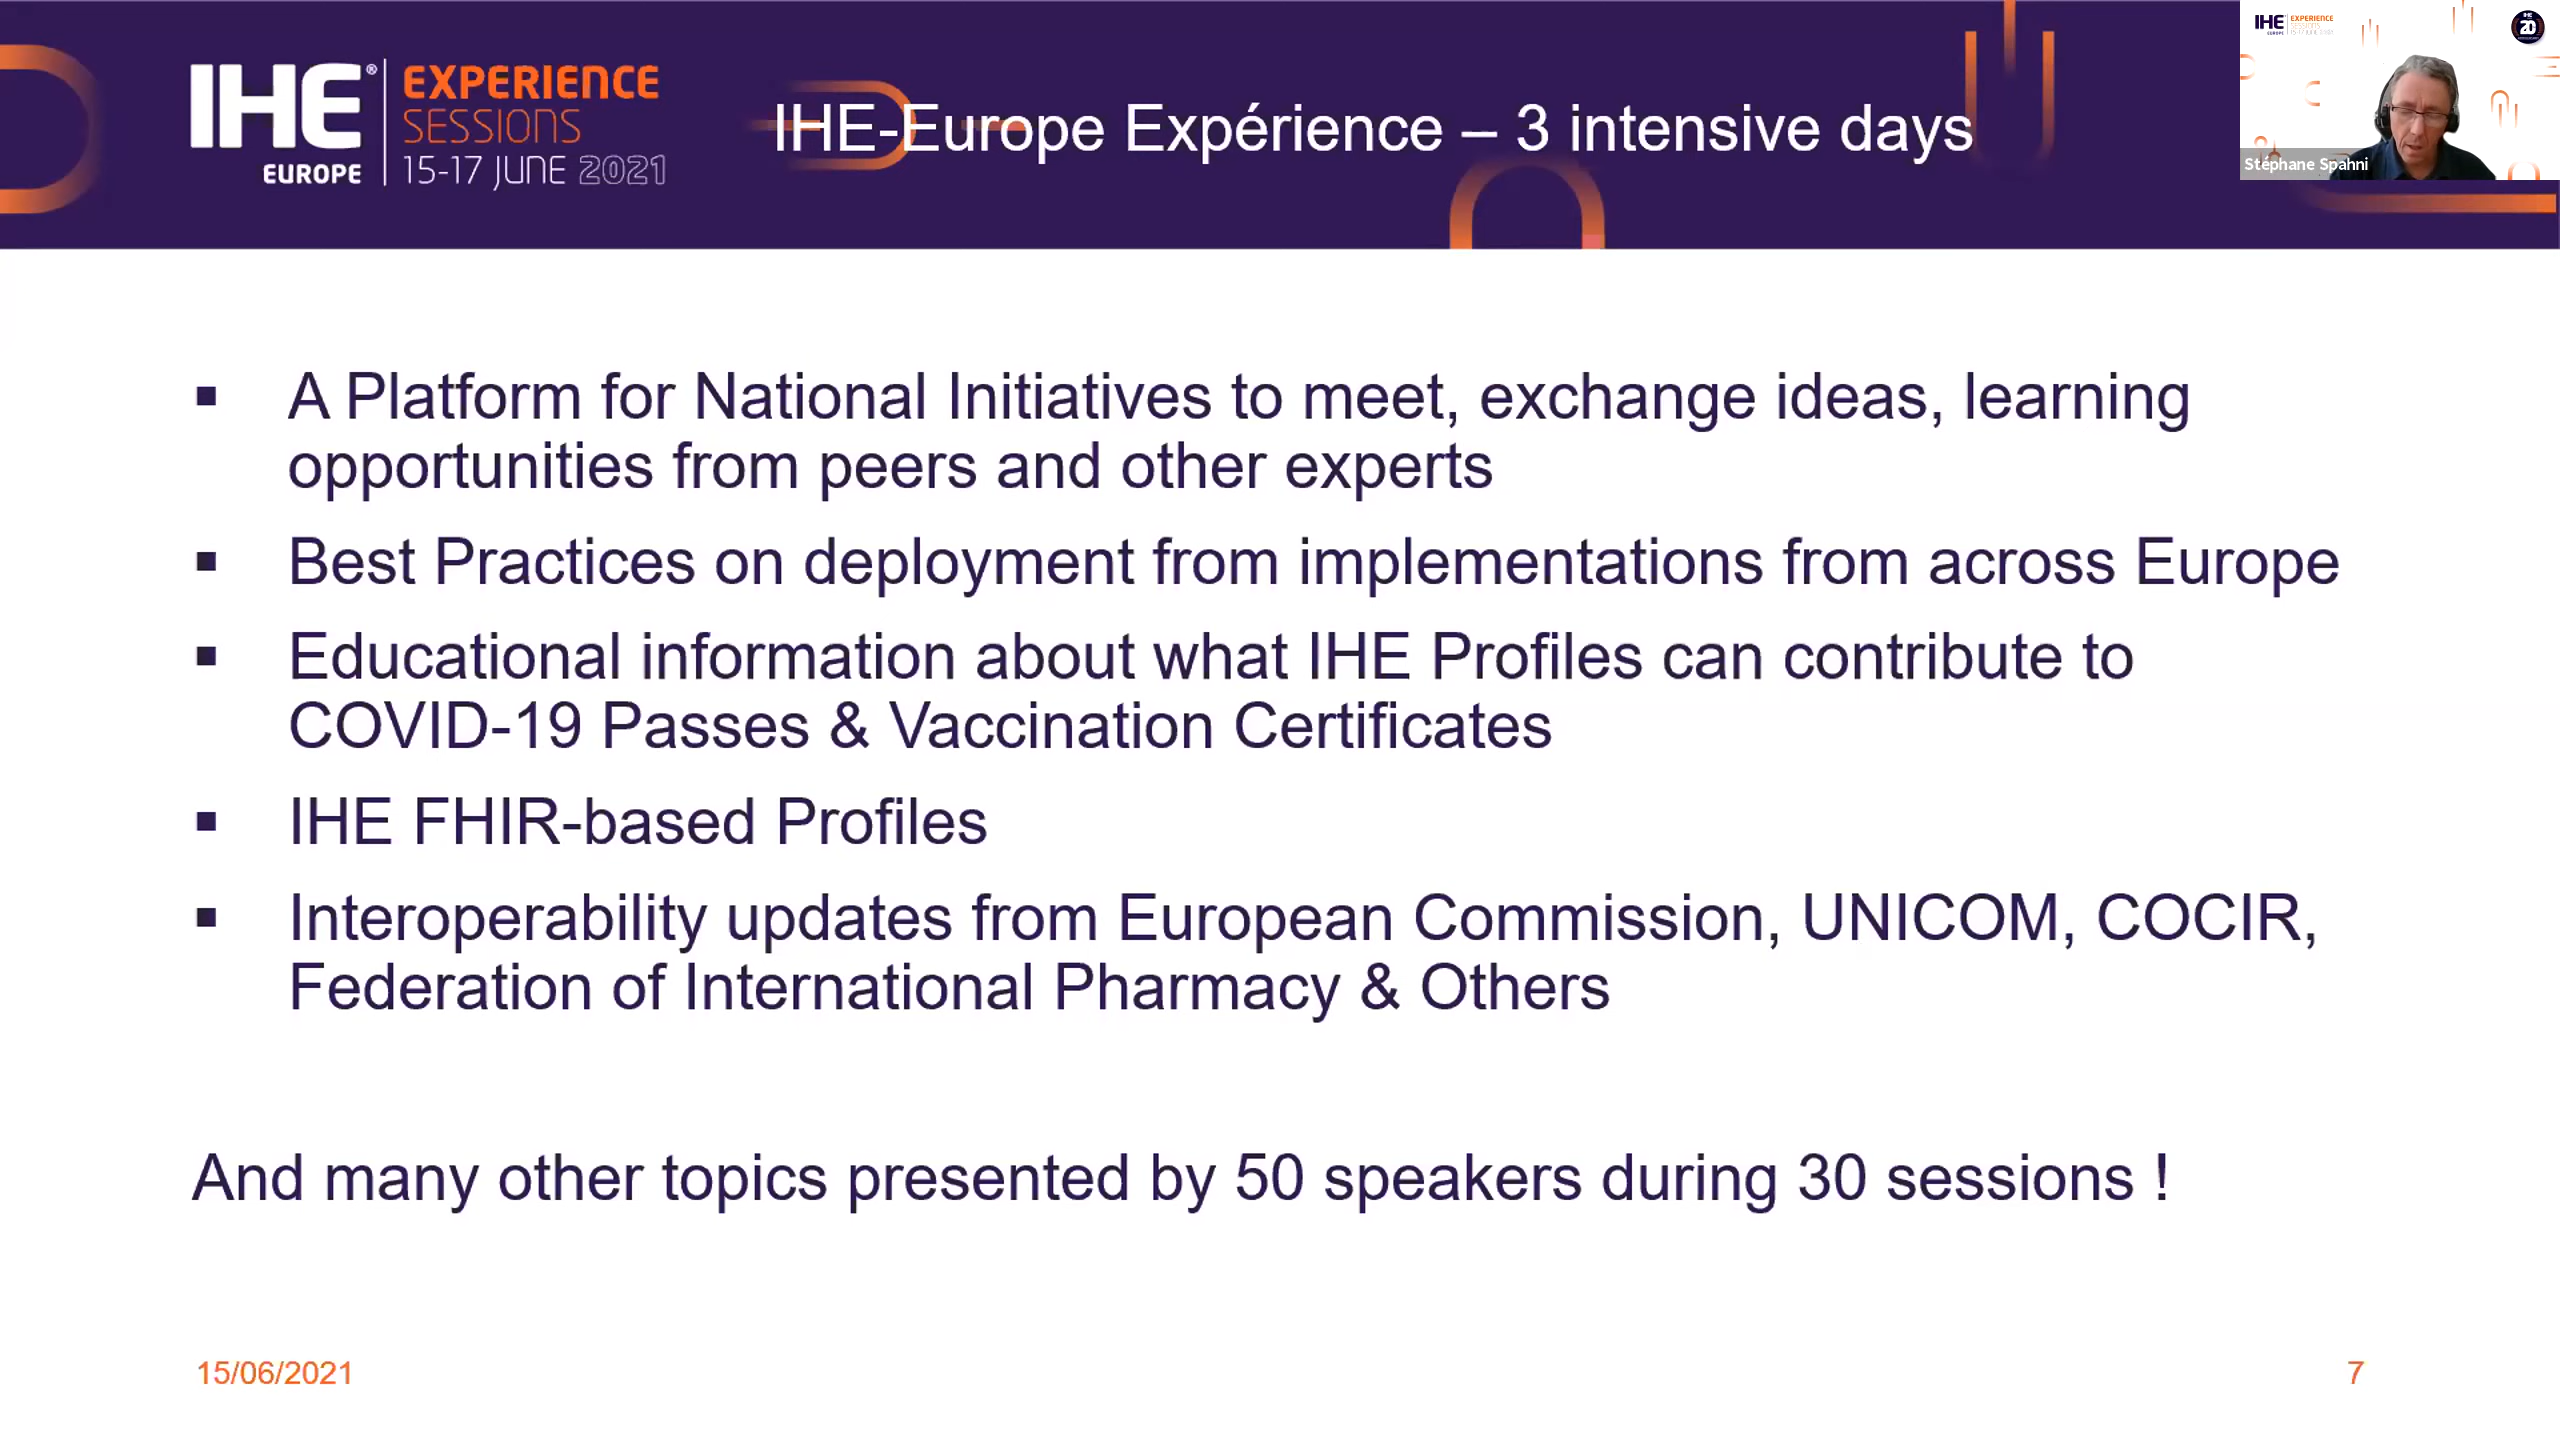 IHE® EXPERIENCE
SESSIONS
EUROPE 15-17 JUNE 2021
IHE-Europe Expérience – 3 intensive days
IHE EXPERIENCE
Stéphane Spahni
▪ A Platform for National Initiatives to meet, exchange ideas, learning
opportunities from peers and other experts
▪ Best Practices on deployment from implementations from across Europe
▪ Educational information about what IHE Profiles can contribute to
COVID-19 Passes & Vaccination Certificates
▪ IHE FHIR-based Profiles
▪ Interoperability updates from European Commission, UNICOM, COCIR,
Federation of International Pharmacy & Others
And many other topics presented by 50 speakers during 30 sessions !
15/06/2021
7